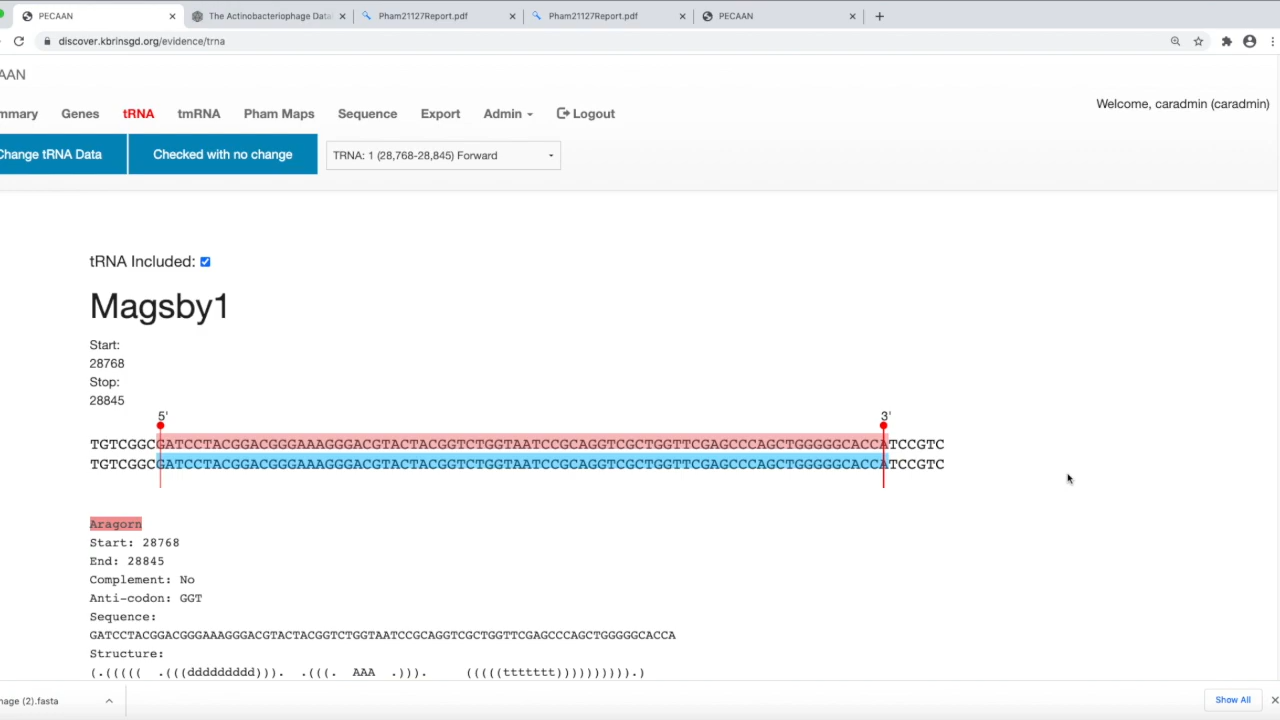 PECAAN
The Actinobacteriophage Data
Pham21127Report.pdf
Pham21127Report.pdf
PECAAN
discover.kbrinsgd.org/evidence/trna
AAN
mmary Genes tRNA tmRNA Pham Maps Sequence Export Admin Logout
Welcome, caradmin (caradmin)
Change tRNA Data
Checked with no change
TRNA: 1 (28,768-28,845) Forward
tRNA Included:
Magsby1
Start:
28768
Stop:
28845
5' 3'
TGTCGGCGATCCTACGGACGGGAAAGGGACGTACTACGGTCTGGTAATCCGCAGGTCGCTGGTTCGAGCCCAGCTGGGGGCACCATCCGTC
TGTCGGCGATCCTACGGACGGGAAAGGGACGTACTACGGTCTGGTAATCCGCAGGTCGCTGGTTCGAGCCCAGCTGGGGGCACCATCCGTC
Aragorn
Start: 28768
End: 28845
Complement: No
Anti-codon: GGT
Sequence:
GATCCTACGGACGGGAAAGGGACGTACTACGGTCTGGTAATCCGCAGGTCGCTGGTTCGAGCCCAGCTGGGGGCACCA
Structure:
(.((((( .(((ddddddddd))). .(((. AAA .))). (((((ttttttt)))))))))).)
hage (2).fasta
Show All